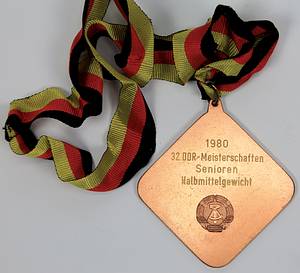 1980
32.DDR-Meisterschaften
Senioren
Halbmittelgewicht